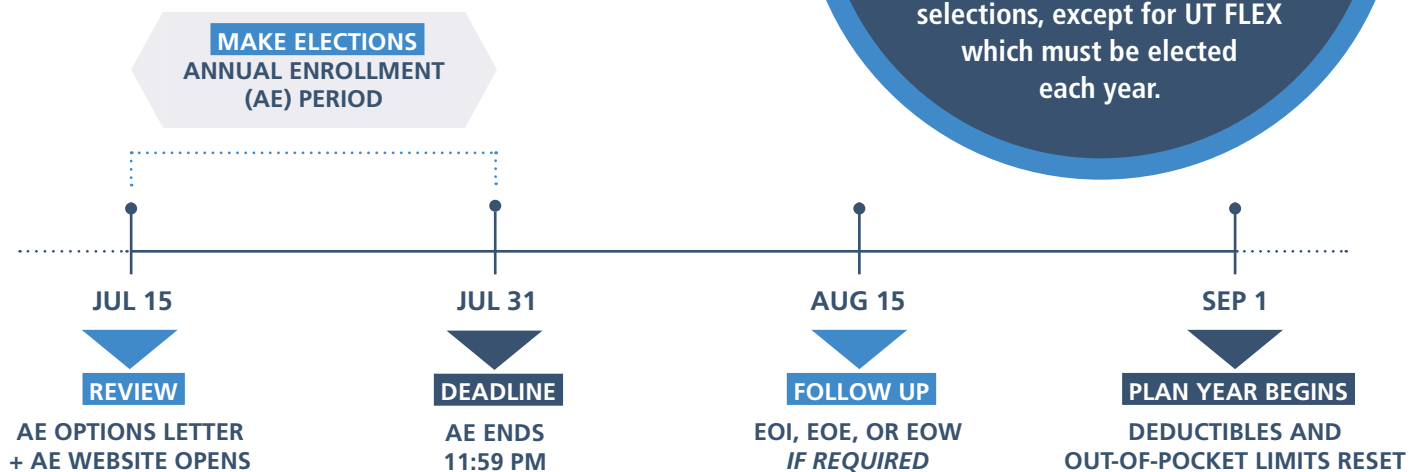 selections, except for UT FLEX
which must be elected
each year.
MAKE ELECTIONS
ANNUAL ENROLLMENT
(AE) PERIOD
JUL 15
JUL 31
AUG 15
SEP 1
REVIEW
AE OPTIONS LETTER
+ AE WEBSITE OPENS
DEADLINE
AE ENDS
11:59 PM
FOLLOW UP
EOI, EOE, OR EOW
IF REQUIRED
PLAN YEAR BEGINS
DEDUCTIBLES AND
OUT-OF-POCKET LIMITS RESET